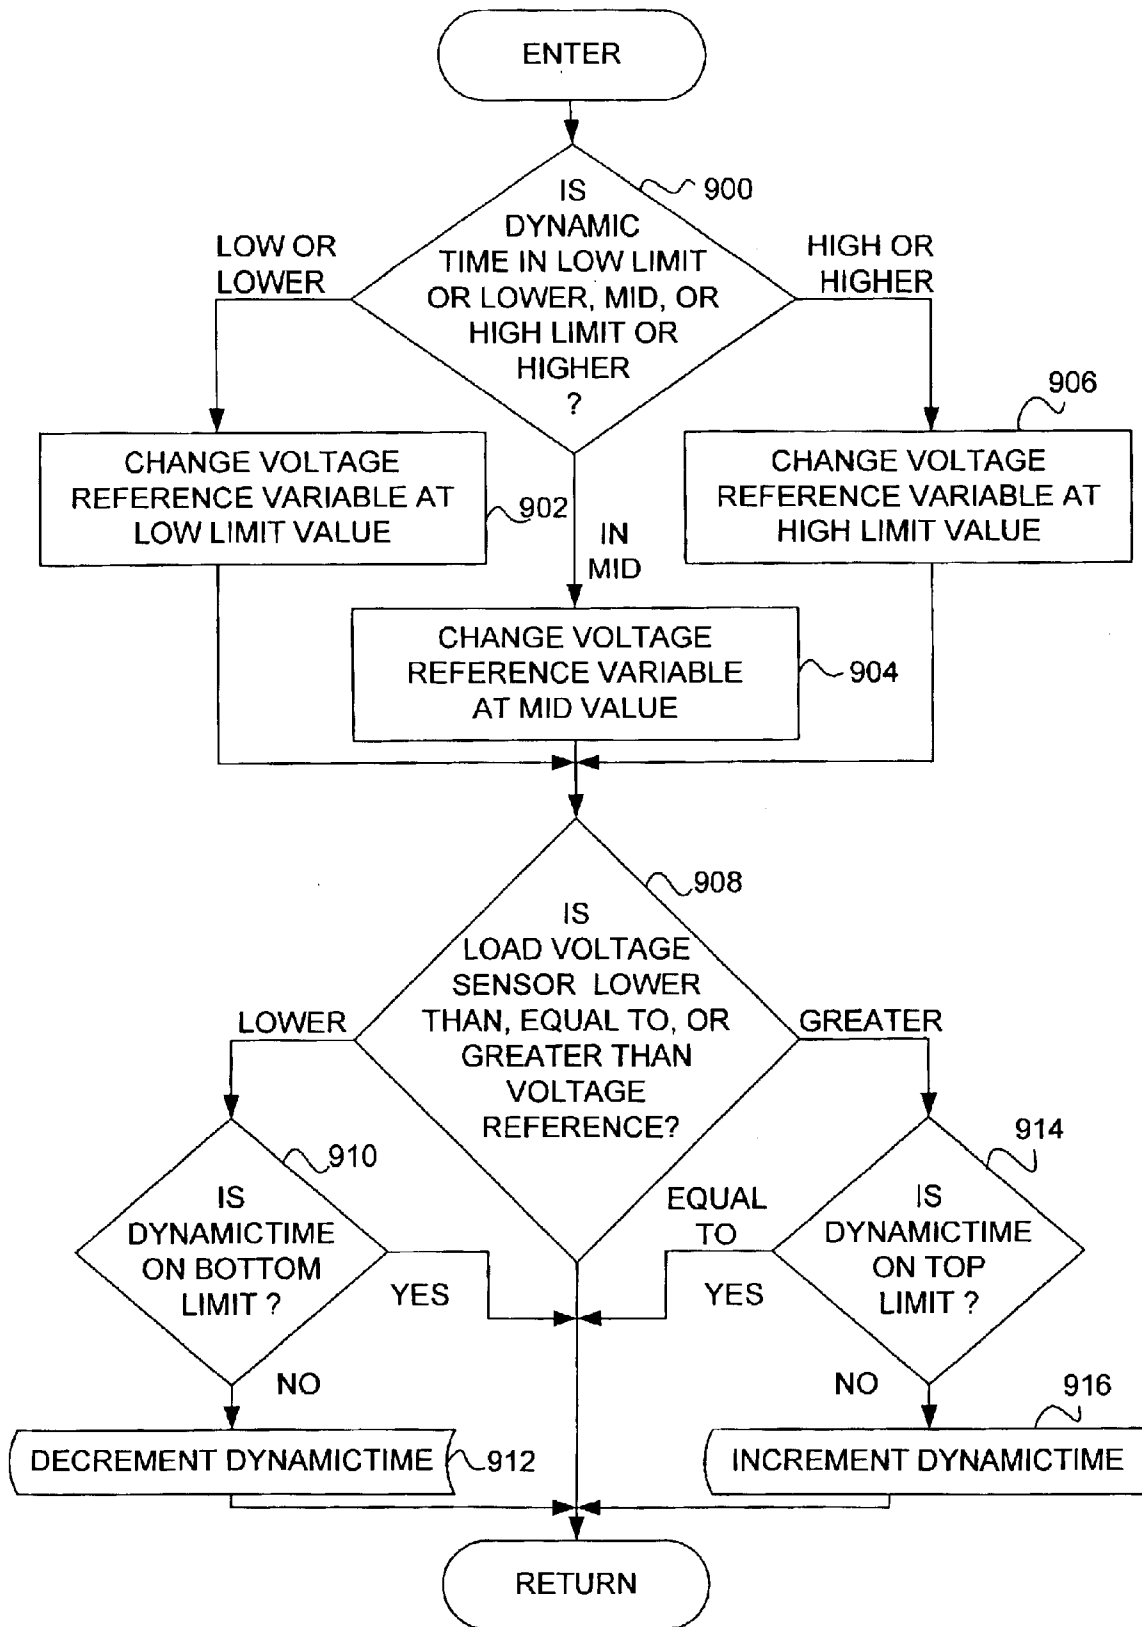 ENTER
900
IS
DYNAMIC
TIME IN LOW LIMIT
OR LOWER, MID, OR
HIGH LIMIT OR
HIGHER
?
LOW OR
LOWER
HIGH OR
HIGHER
906
CHANGE VOLTAGE
REFERENCE VARIABLE AT
LOW LIMIT VALUE
902
IN
MID
CHANGE VOLTAGE
REFERENCE VARIABLE AT
HIGH LIMIT VALUE
CHANGE VOLTAGE
REFERENCE VARIABLE
AT MID VALUE
904
908
IS
LOAD VOLTAGE
SENSOR LOWER
THAN, EQUAL TO, OR
GREATER THAN
VOLTAGE
REFERENCE?
LOWER
GREATER
910
IS
DYNAMICTIME
ON BOTTOM
LIMIT ?
YES
EQUAL
TO
YES
914
IS
DYNAMICTIME
ON TOP
LIMIT ?
NO
NO
916
DECREMENT DYNAMICTIME
912
INCREMENT DYNAMICTIME
RETURN